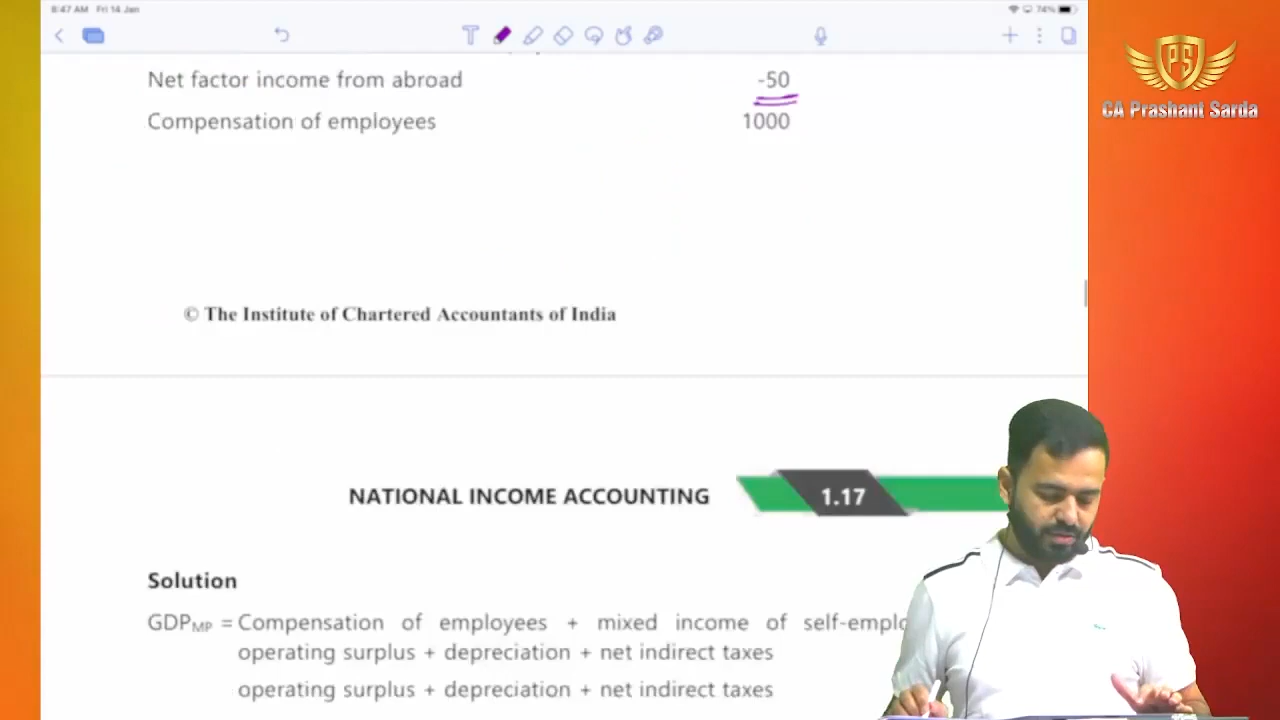 9:47 AM Fri 14 Jan
74%
PS
CA Prashant Sarda
Net factor income from abroad -50
Compensation of employees 1000
© The Institute of Chartered Accountants of India
NATIONAL INCOME ACCOUNTING 1.17
Solution
GDPMP = Compensation of employees + mixed income of self-emplo
operating surplus + depreciation + net indirect taxes
operating surplus + depreciation + net indirect taxes